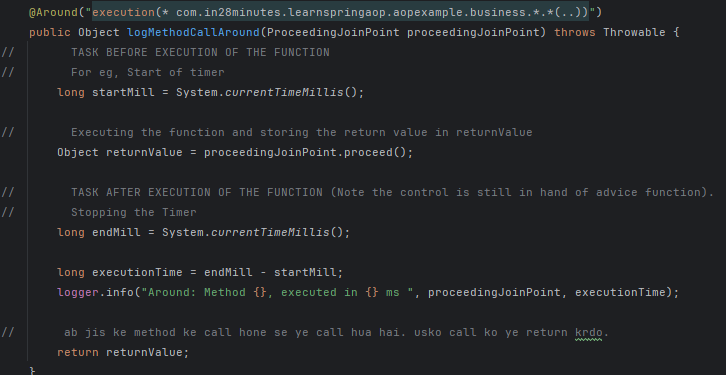 @Around("execution(* com.in28minutes.learnspringaop.aopexample.business.*.*(..))")
public Object logMethodCallAround(ProceedingJoinPoint proceedingJoinPoint) throws Throwable {
// TASK BEFORE EXECUTION OF THE FUNCTION
// For eg, Start of timer
long startMill = System.currentTimeMillis();
// Executing the function and storing the return value in returnValue
Object returnValue = proceedingJoinPoint.proceed();
// TASK AFTER EXECUTION OF THE FUNCTION (Note the control is still in hand of advice function).
// Stopping the Timer
long endMill = System.currentTimeMillis();
long executionTime = endMill - startMill;
logger.info("Around: Method {}, executed in {} ms ", proceedingJoinPoint, executionTime);
// ab jis ke method ke call hone se ye call hua hai. usko call ko ye return krdo.
return returnValue;
}